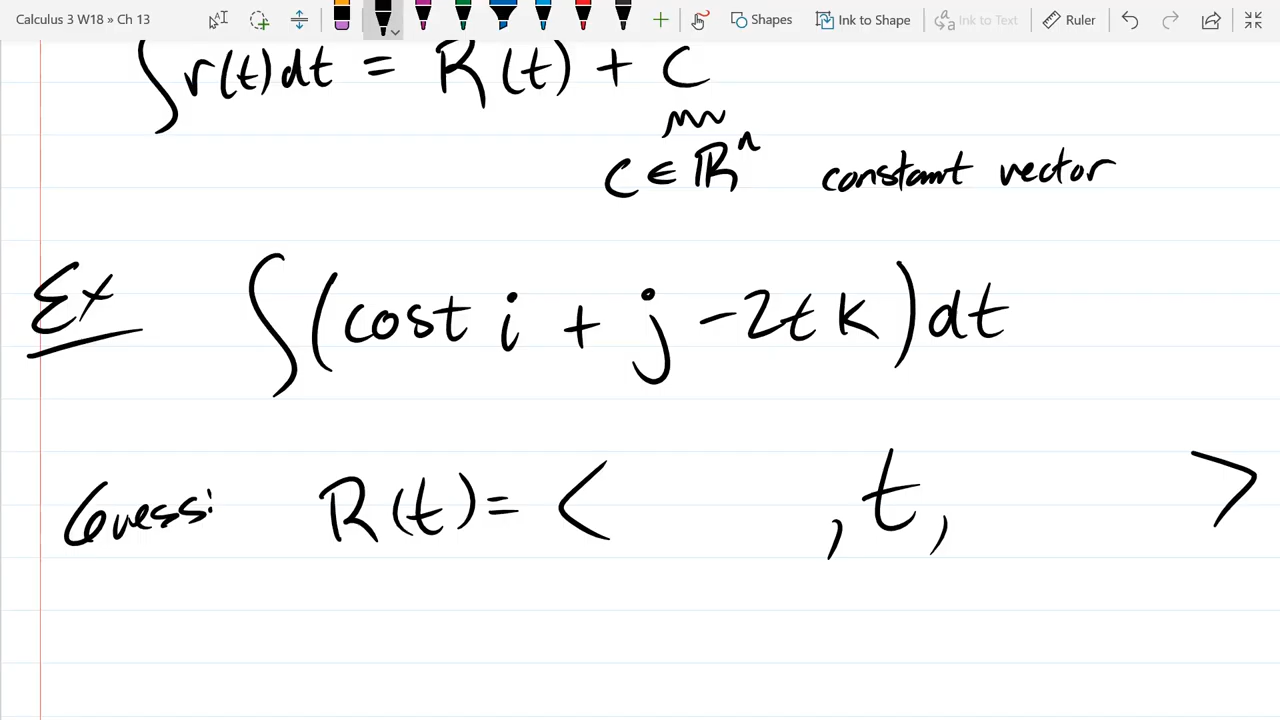 Calculus 3 W18 » Ch 13
Shapes
Ink to Shape
Ink to Text
Ruler
∫r(t)dt = R(t) + C
C ∈ ℝⁿ constant vector
Ex ∫(cost i + j - 2t k)dt
Guess: R(t) = < , t, >